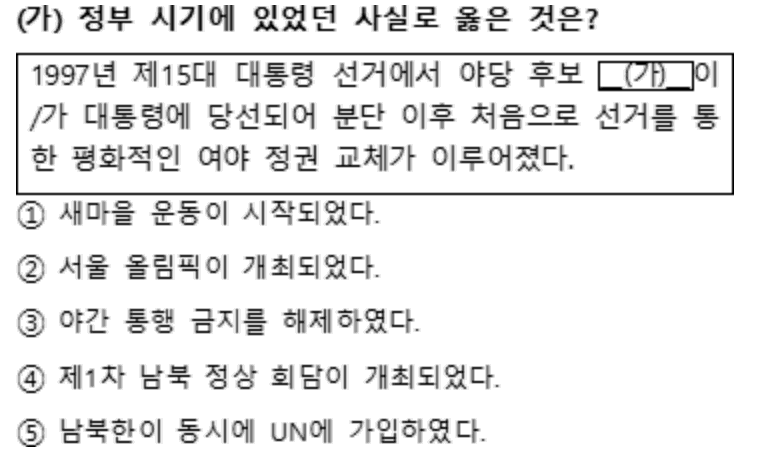 (가) 정부 시기에 있었던 사실로 옳은 것은?
1997년 제15대 대통령 선거에서 야당 후보 (가) 이
/가 대통령에 당선되어 분단 이후 처음으로 선거를 통
한 평화적인 여야 정권 교체가 이루어졌다.
① 새마을 운동이 시작되었다.
② 서울 올림픽이 개최되었다.
③ 야간 통행 금지를 해제하였다.
④ 제1차 남북 정상 회담이 개최되었다.
⑤ 남북한이 동시에 UN에 가입하였다.